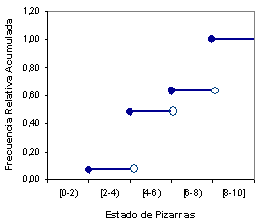 1,20
1,00
0,80
0,60
0,40
0,20
0,00
Frecuencia Relativa Acumulada
[0-2) [2-4) [4-6) [6-8) [8-10]
Estado de Pizarras